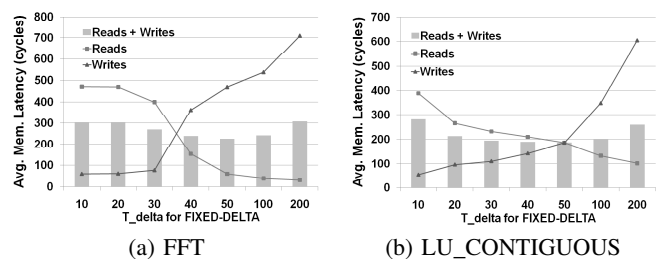 Avg. Mem. Latency (cycles)
800
700
600
500
400
300
200
100
0
Reads + Writes
Reads
Writes
10 20 30 40 50 100 200
T_delta for FIXED-DELTA
(a) FFT
Avg. Mem. Latency (cycles)
700
600
500
400
300
200
100
0
Reads + Writes
Reads
Writes
10 20 30 40 50 100 200
T_delta for FIXED-DELTA
(b) LU_CONTIGUOUS